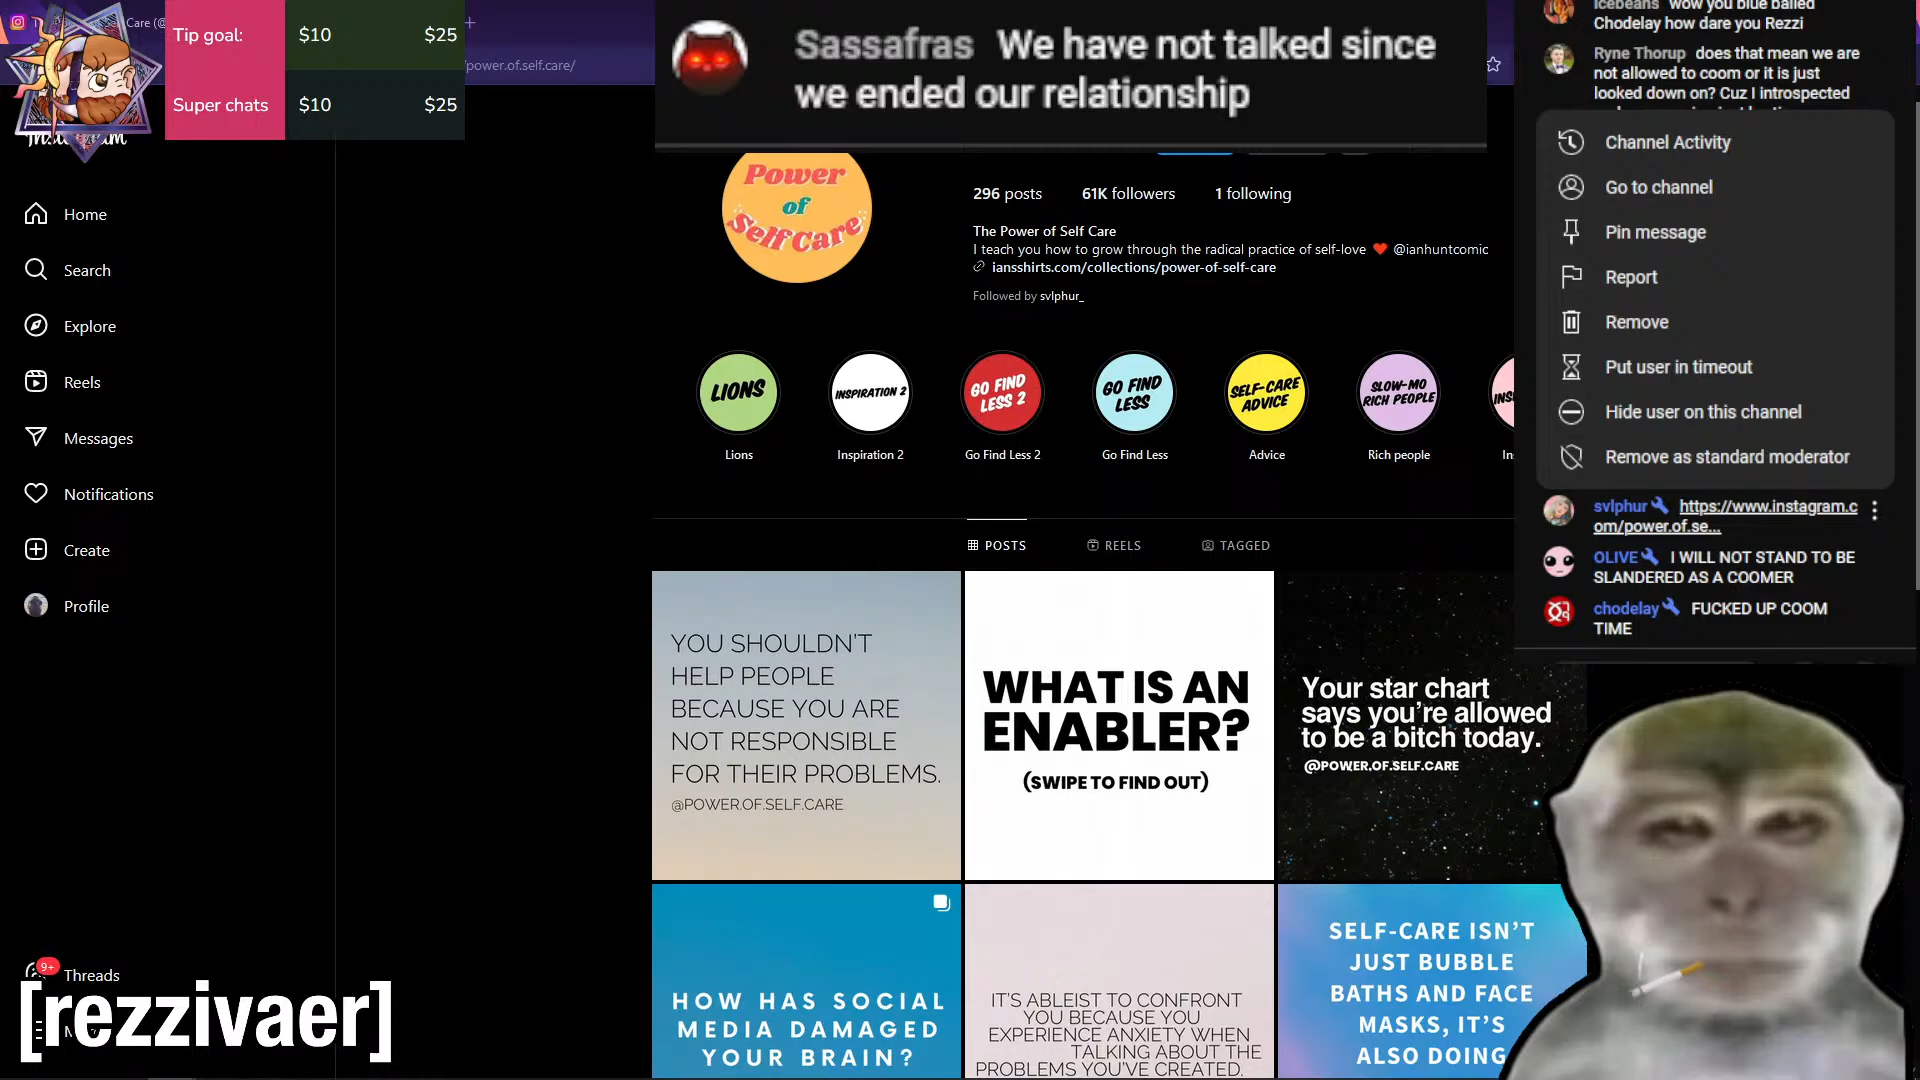 Care (@
+
Tip goal: $10 $25
Super chats $10 $25
/power.of.self.care/
Sassafras We have not talked since
we ended our relationship
Icebeans wow you blue balled
Chodelay how dare you Rezzi
Ryne Thorup does that mean we are
not allowed to coom or it is just
looked down on? Cuz I introspected
Channel Activity
Go to channel
Pin message
Report
Remove
Put user in timeout
Hide user on this channel
Remove as standard moderator
svlphur https://www.instagram.c
om/power.of.se...
OLIVE I WILL NOT STAND TO BE
SLANDERED AS A COOMER
chodelay FUCKED UP COOM
TIME
Home
Search
Explore
Reels
Messages
Notifications
Create
Profile
9+
Threads
[rezzivaer]
Power
of
Self Care
296 posts 61K followers 1 following
The Power of Self Care
I teach you how to grow through the radical practice of self-love ❤️ @ianhuntcomic
iansshirts.com/collections/power-of-self-care
Followed by svlphur_
LIONS
INSPIRATION 2
GO FIND
LESS 2
GO FIND
LESS
SELF-CARE
ADVICE
SLOW-MO
RICH PEOPLE
INS
Lions
Inspiration 2
Go Find Less 2
Go Find Less
Advice
Rich people
In
POSTS
REELS
TAGGED
YOU SHOULDN'T
HELP PEOPLE
BECAUSE YOU ARE
NOT RESPONSIBLE
FOR THEIR PROBLEMS.
@POWER.OF.SELF.CARE
WHAT IS AN
ENABLER?
(SWIPE TO FIND OUT)
Your star chart
says you're allowed
to be a bitch today.
@POWER.OF.SELF.CARE
HOW HAS SOCIAL
MEDIA DAMAGED
YOUR BRAIN?
IT'S ABLEIST TO CONFRONT
YOU BECAUSE YOU
EXPERIENCE ANXIETY WHEN
TALKING ABOUT THE
PROBLEMS YOU'VE CREATED.
SELF-CARE ISN'T
JUST BUBBLE
BATHS AND FACE
MASKS, IT'S
ALSO DOING